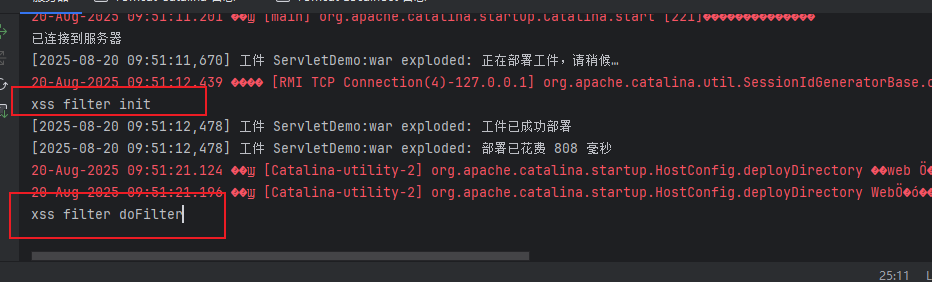 20-Aug-2025 09:51:11.201 ��Ϣ [main] org.apache.catalina.startup.Catalina.start [221]��������������
已连接到服务器
[2025-08-20 09:51:11,670] 工件 ServletDemo:war exploded: 正在部署工件，请稍候…
20-Aug-2025 09:51:12.439 ���� [RMI TCP Connection(4)-127.0.0.1] org.apache.catalina.util.SessionIdGeneratorBase.
xss filter init
[2025-08-20 09:51:12,478] 工件 ServletDemo:war exploded: 工件已成功部署
[2025-08-20 09:51:12,478] 工件 ServletDemo:war exploded: 部署已花费 808 毫秒
20-Aug-2025 09:51:21.124 ��Ϣ [Catalina-utility-2] org.apache.catalina.startup.HostConfig.deployDirectory ��web
20-Aug-2025 09:51:21.196 ��Ϣ [Catalina-utility-2] org.apache.catalina.startup.HostConfig.deployDirectory Web
xss filter doFilter
25:11